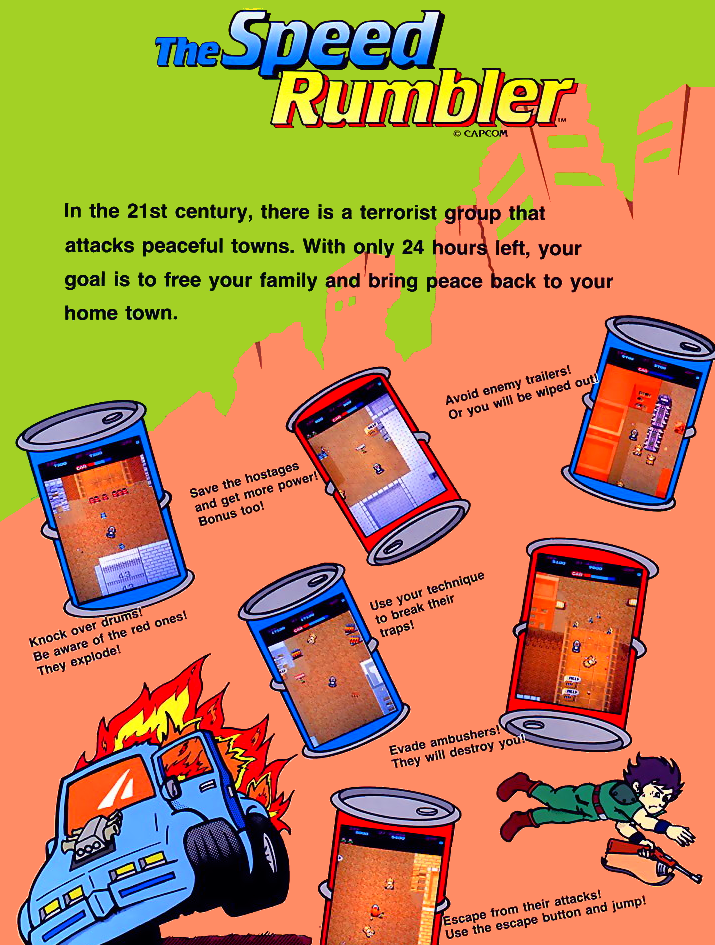 The Speed
Rumbler™
© CAPCOM
In the 21st century, there is a terrorist group that
attacks peaceful towns. With only 24 hours left, your
goal is to free your family and bring peace back to your
home town.
Avoid enemy trailers!
Or you will be wiped out!
Save the hostages
and get more power!
Bonus too!
Knock over drums!
Be aware of the red ones!
They explode!
Use your technique
to break their
traps!
Evade ambushers!
They will destroy you!
Escape from their attacks!
Use the escape button and jump!